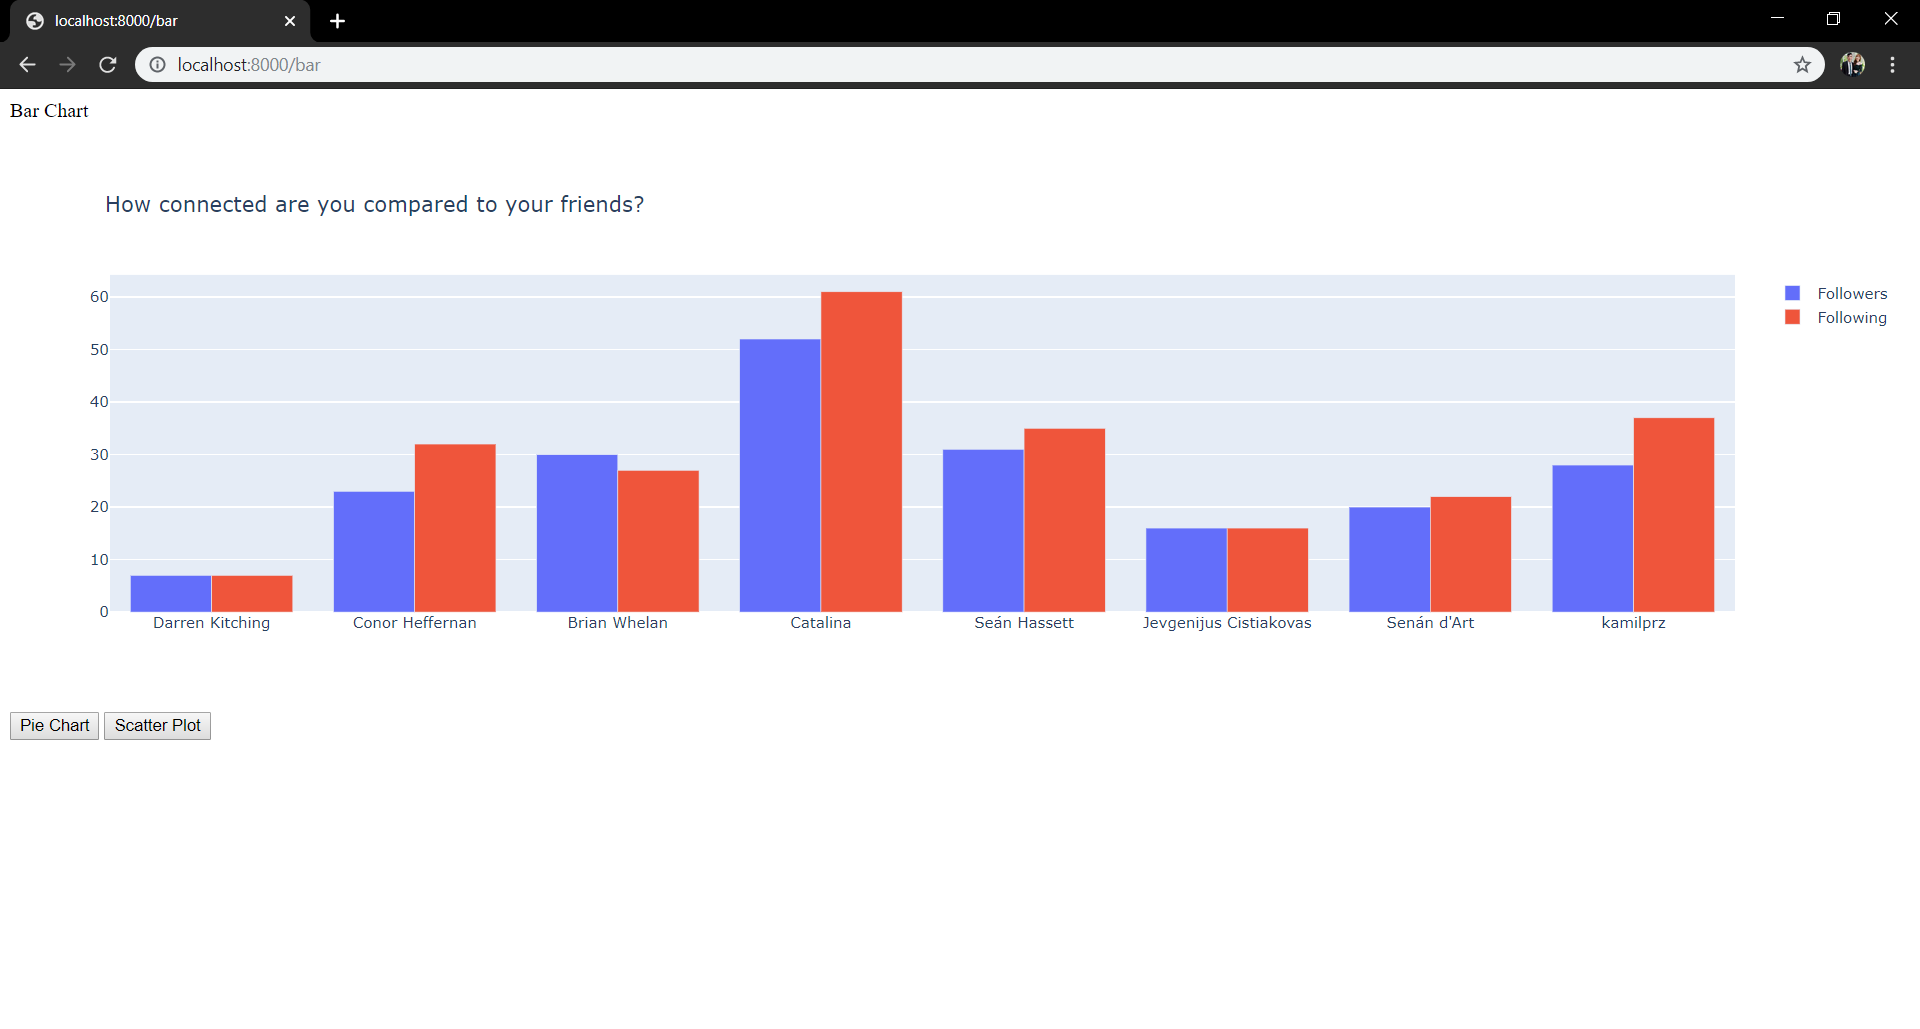 localhost:8000/bar
localhost:8000/bar
Bar Chart
How connected are you compared to your friends?
60
50
40
30
20
10
0
Followers
Following
Darren Kitching Conor Heffernan Brian Whelan Catalina Seán Hassett Jevgenijus Cistiakovas Senán d'Art kamilprz
Pie Chart Scatter Plot